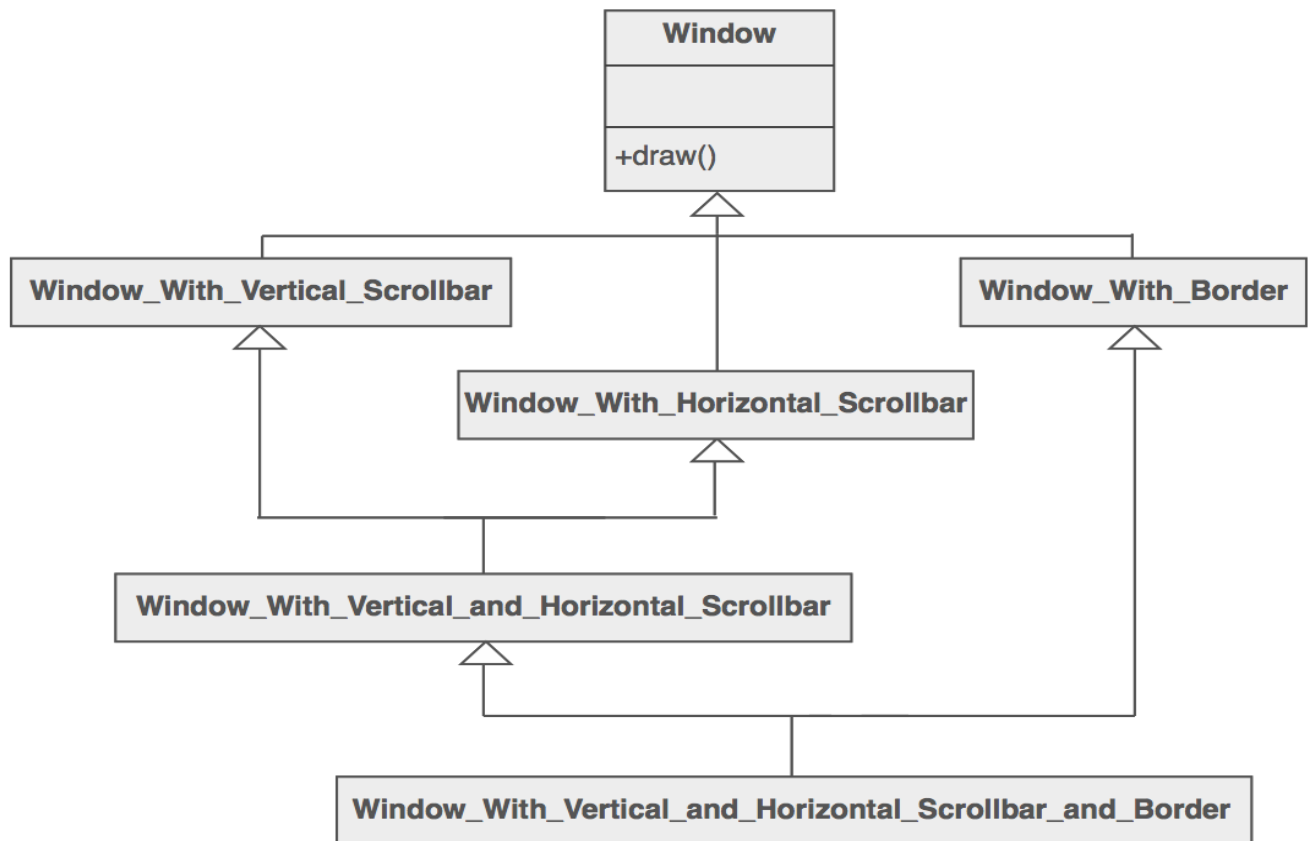 Window
+draw()
Window_With_Vertical_Scrollbar
Window_With_Border
Window_With_Horizontal_Scrollbar
Window_With_Vertical_and_Horizontal_Scrollbar
Window_With_Vertical_and_Horizontal_Scrollbar_and_Border